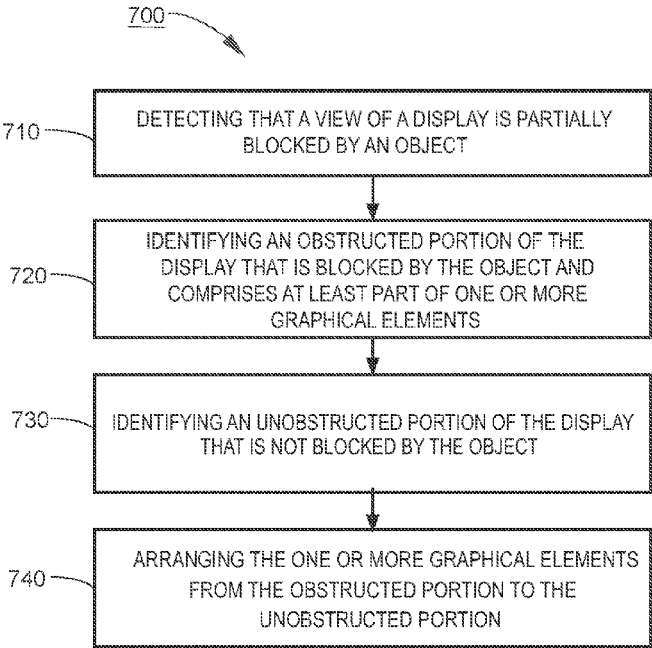 700
710
DETECTING THAT A VIEW OF A DISPLAY IS PARTIALLY
BLOCKED BY AN OBJECT
720
IDENTIFYING AN OBSTRUCTED PORTION OF THE
DISPLAY THAT IS BLOCKED BY THE OBJECT AND
COMPRISES AT LEAST PART OF ONE OR MORE
GRAPHICAL ELEMENTS
730
IDENTIFYING AN UNOBSTRUCTED PORTION OF THE DISPLAY
THAT IS NOT BLOCKED BY THE OBJECT
740
ARRANGING THE ONE OR MORE GRAPHICAL ELEMENTS
FROM THE OBSTRUCTED PORTION TO THE
UNOBSTRUCTED PORTION